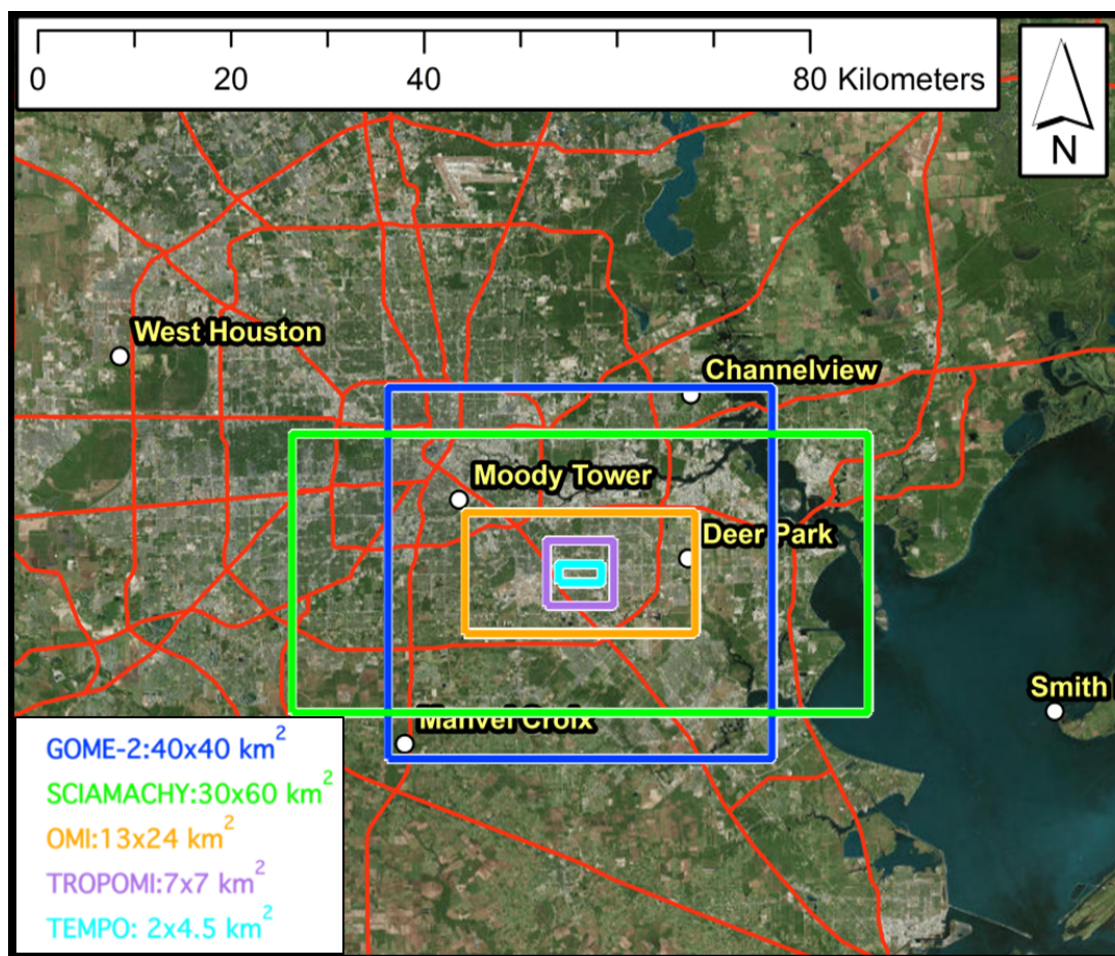 0 20 40 80 Kilometers
N
West Houston
Channelview
Moody Tower
Deer Park
Smith
Manvel Croix
GOME-2:40x40 km²
SCIAMACHY:30x60 km²
OMI:13x24 km²
TROPOMI:7x7 km²
TEMPO: 2x4.5 km²